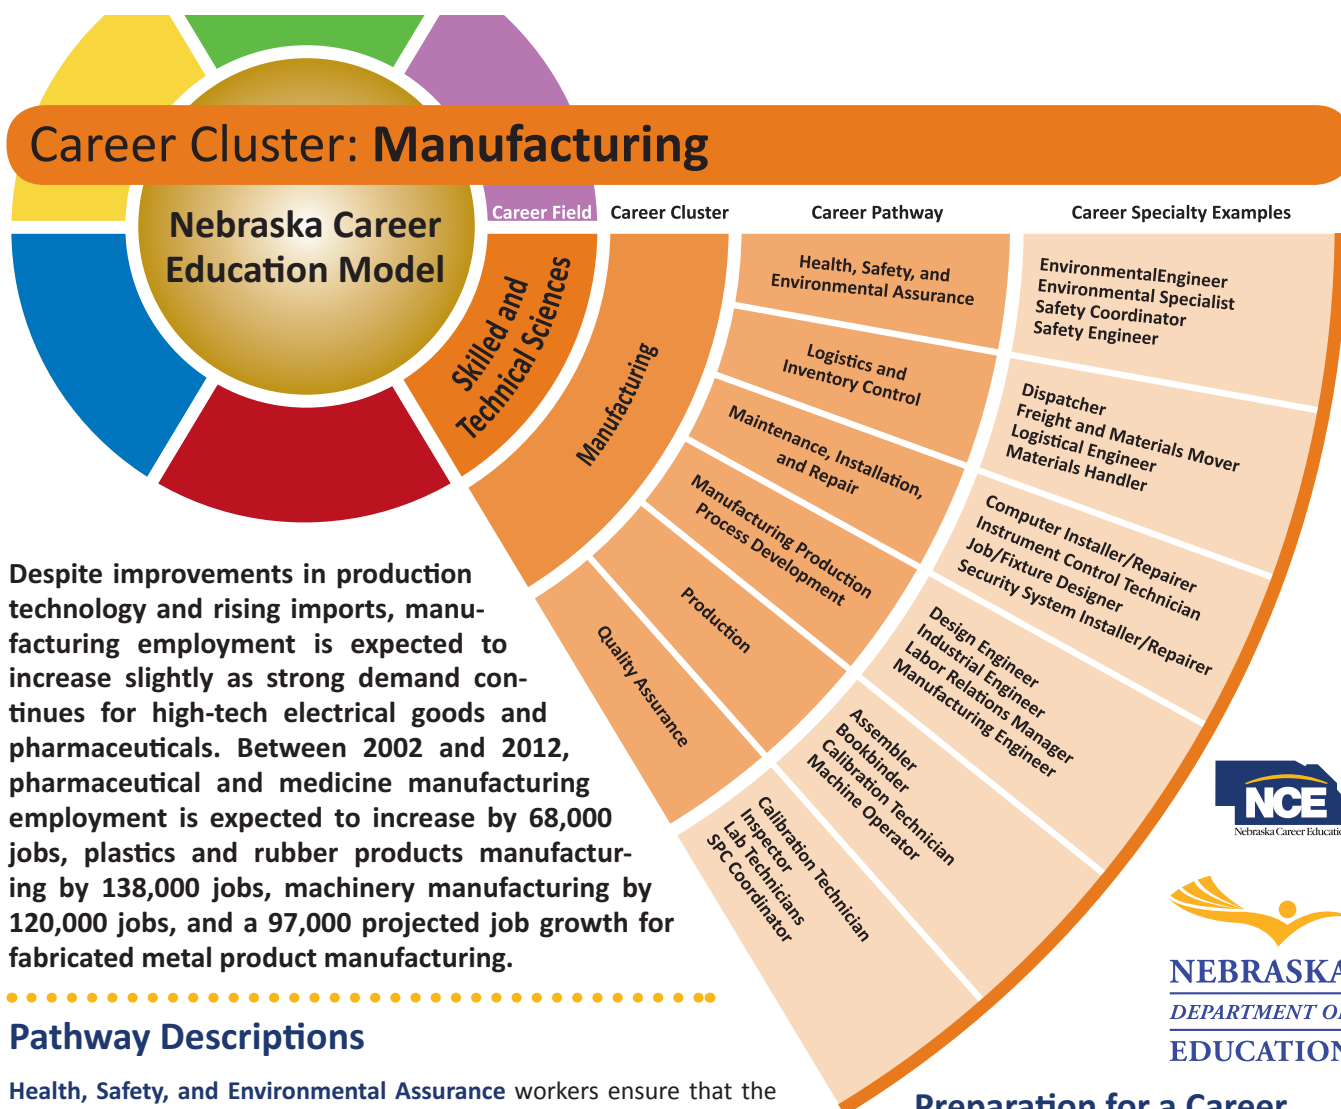 Career Cluster: Manufacturing
Nebraska Career
Education Model
Career Field
Career Cluster
Career Pathway
Career Specialty Examples
Skilled and
Technical Sciences
Manufacturing
Health, Safety, and
Environmental Assurance
EnvironmentalEngineer
Environmental Specialist
Safety Coordinator
Safety Engineer
Logistics and
Inventory Control
Dispatcher
Freight and Materials Mover
Logistical Engineer
Materials Handler
Maintenance, Installation,
and Repair
Computer Installer/Repairer
Instrument Control Technician
Job/Fixture Designer
Security System Installer/Repairer
Manufacturing Production
Process Development
Design Engineer
Industrial Engineer
Labor Relations Manager
Manufacturing Engineer
Production
Assembler
Bookbinder
Calibration Technician
Machine Operator
Quality Assurance
Calibration Technician
Inspector
Lab Technicians
SPC Coordinator
Despite improvements in production
technology and rising imports, manu-
facturing employment is expected to
increase slightly as strong demand con-
tinues for high-tech electrical goods and
pharmaceuticals. Between 2002 and 2012,
pharmaceutical and medicine manufacturing
employment is expected to increase by 68,000
jobs, plastics and rubber products manufactur-
ing by 138,000 jobs, machinery manufacturing by
120,000 jobs, and a 97,000 projected job growth for
fabricated metal product manufacturing.
NCE
Nebraska Career Educatio
NEBRASKA
DEPARTMENT OF
EDUCATION
Pathway Descriptions
Health, Safety, and Environmental Assurance workers ensure that the
Preparation for a Career